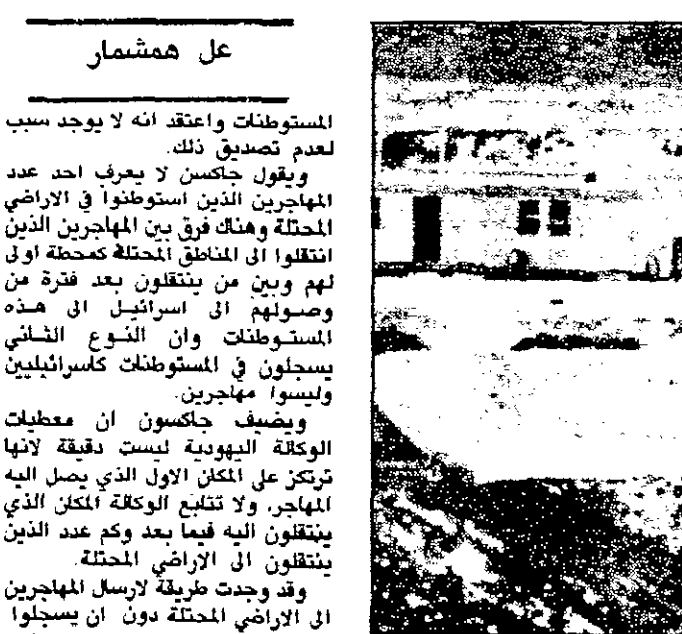 عل همشمار
المستوطنات واعتقد انه لا يوجد سبب
لعدم تصديق ذلك.
ويقول جاكسن لا يعرف احد عدد
المهاجرين الذين استوطنوا في الاراضي
المحتلة وهناك فرق بين المهاجرين الذين
انتقلوا الى المناطق المحتلة كمحطة اولى
لهم وبين من ينتقلون بعد فترة من
وصولهم الى اسرائيل الى هذه
المستوطنات وان النوع الثاني
يسجلون في المستوطنات كاسرائيليين
وليسوا مهاجرين.
ويضيف جاكسون ان معطيات
الوكالة اليهودية ليست دقيقة لانها
ترتكز على المكان الاول الذي يصل اليه
المهاجر، ولا تتابع الوكالة المكان الذي
ينتقلون اليه فيما بعد وكم عدد الذين
ينتقلون الى الاراضي المحتلة.
وقد وجدت طريقة لارسال المهاجرين
الى الاراضي المحتلة دون ان يسجلوا